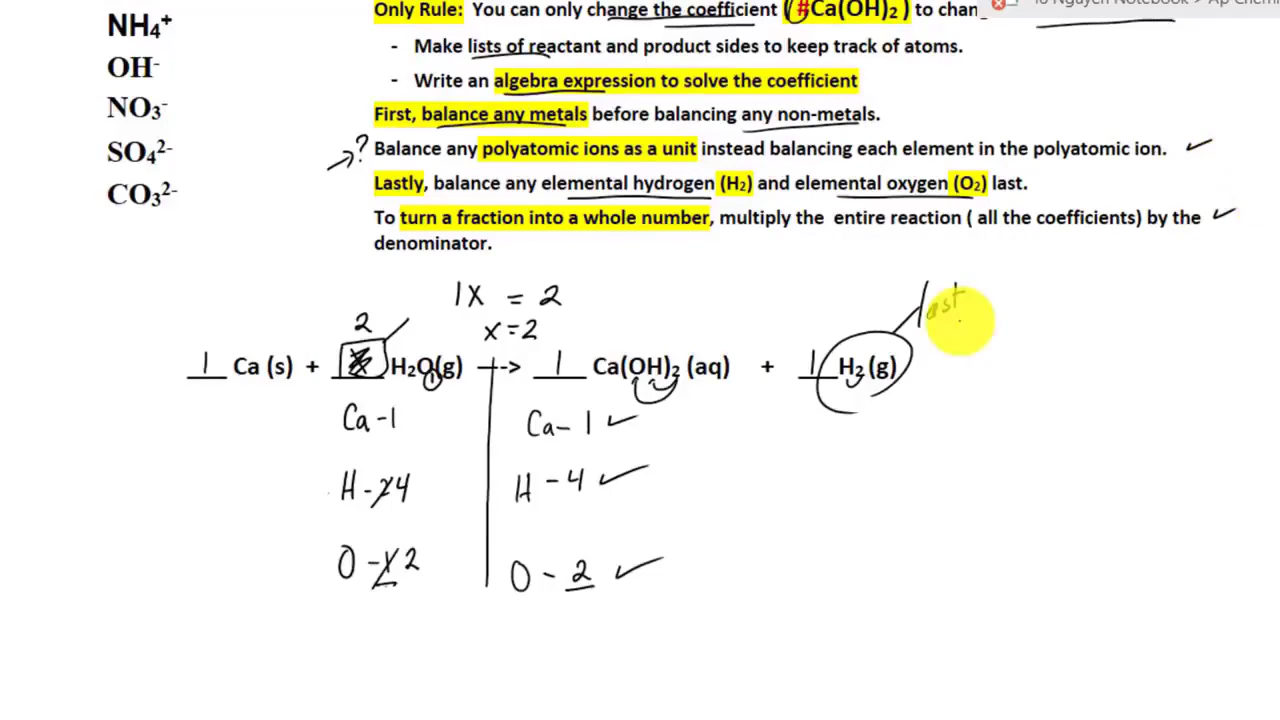 NH₄⁺
OH⁻
NO₃⁻
SO₄²⁻
CO₃²⁻
Only Rule: You can only change the coefficient ( #Ca(OH)₂ ) to chan
- Make lists of reactant and product sides to keep track of atoms.
- Write an algebra expression to solve the coefficient
First, balance any metals before balancing any non-metals.
? Balance any polyatomic ions as a unit instead balancing each element in the polyatomic ion. ✓
Lastly, balance any elemental hydrogen (H₂) and elemental oxygen (O₂) last.
To turn a fraction into a whole number, multiply the entire reaction ( all the coefficients) by the ✓
denominator.
1X = 2
last
2
x=2
1 Ca (s) + H₂O(g) --> 1 Ca(OH)₂ (aq) + 1 H₂ (g)
Ca - 1 Ca - 1 ✓
H - 2 4 H - 4 ✓
O - 1 2 O - 2 ✓